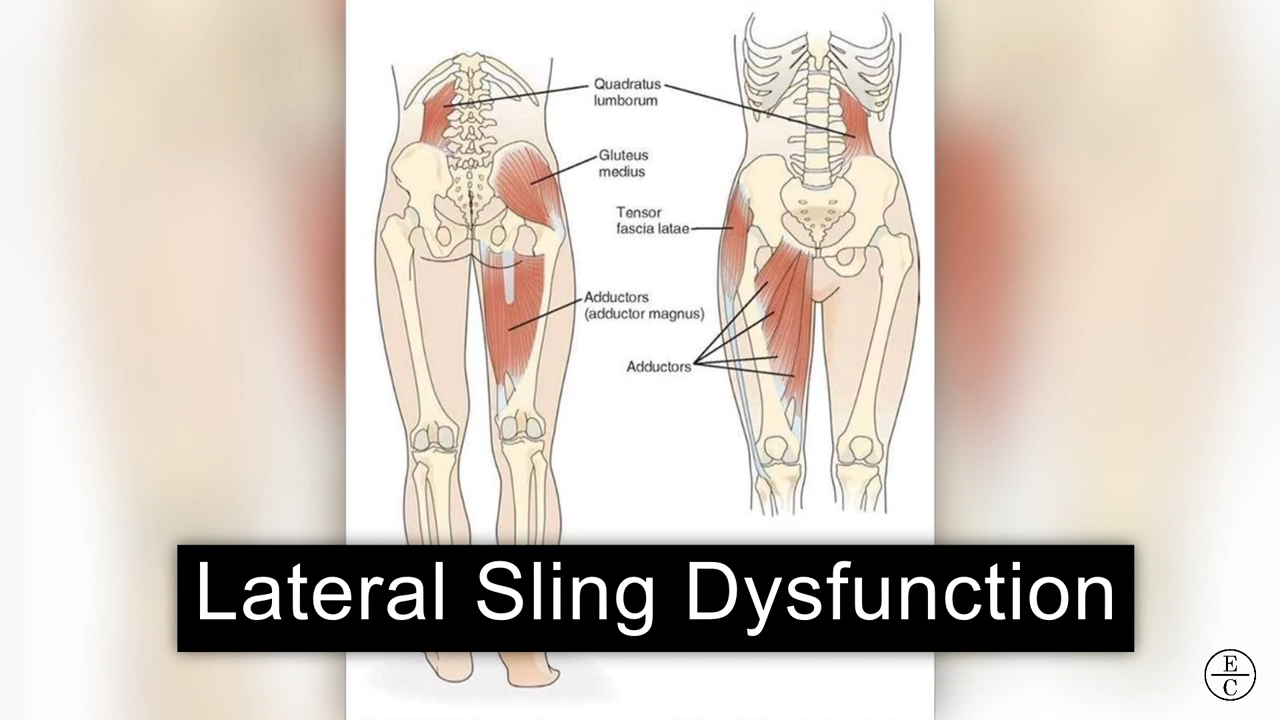 Quadratus
lumborum
Gluteus
medius
Tensor
fascia latae
Adductors
(adductor magnus)
Adductors
Lateral Sling Dysfunction
E
C